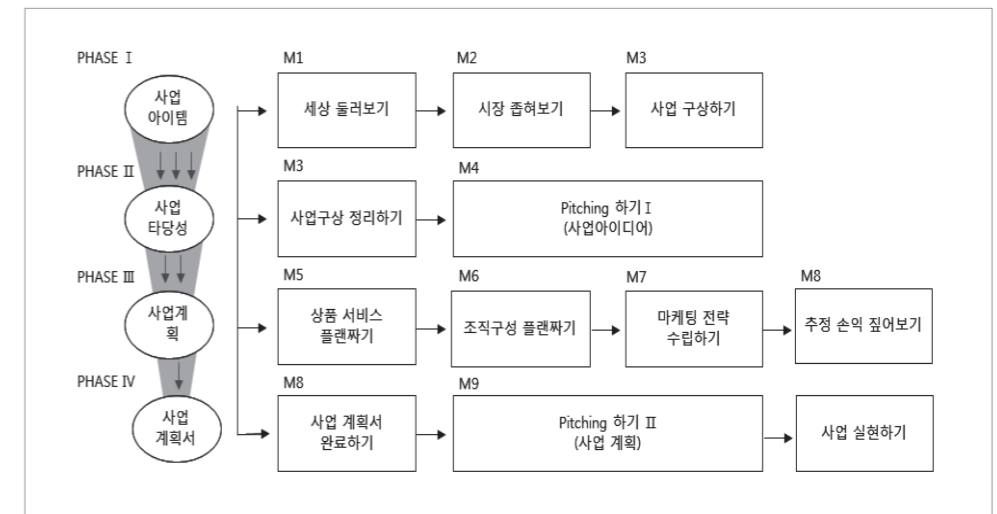 PHASE Ⅰ
사업
아이템
M1
세상 둘러보기
M2
시장 좁혀보기
M3
사업 구상하기
PHASE Ⅱ
사업
타당성
M3
사업구상 정리하기
M4
Pitching 하기Ⅰ
(사업아이디어)
PHASE Ⅲ
사업계
획
M5
상품 서비스
플랜짜기
M6
조직구성 플랜짜기
M7
마케팅 전략
수립하기
M8
추정 손익 짚어보기
PHASE Ⅳ
사업
계획서
M8
사업 계획서
완료하기
M9
Pitching 하기 Ⅱ
(사업 계획)
사업 실현하기